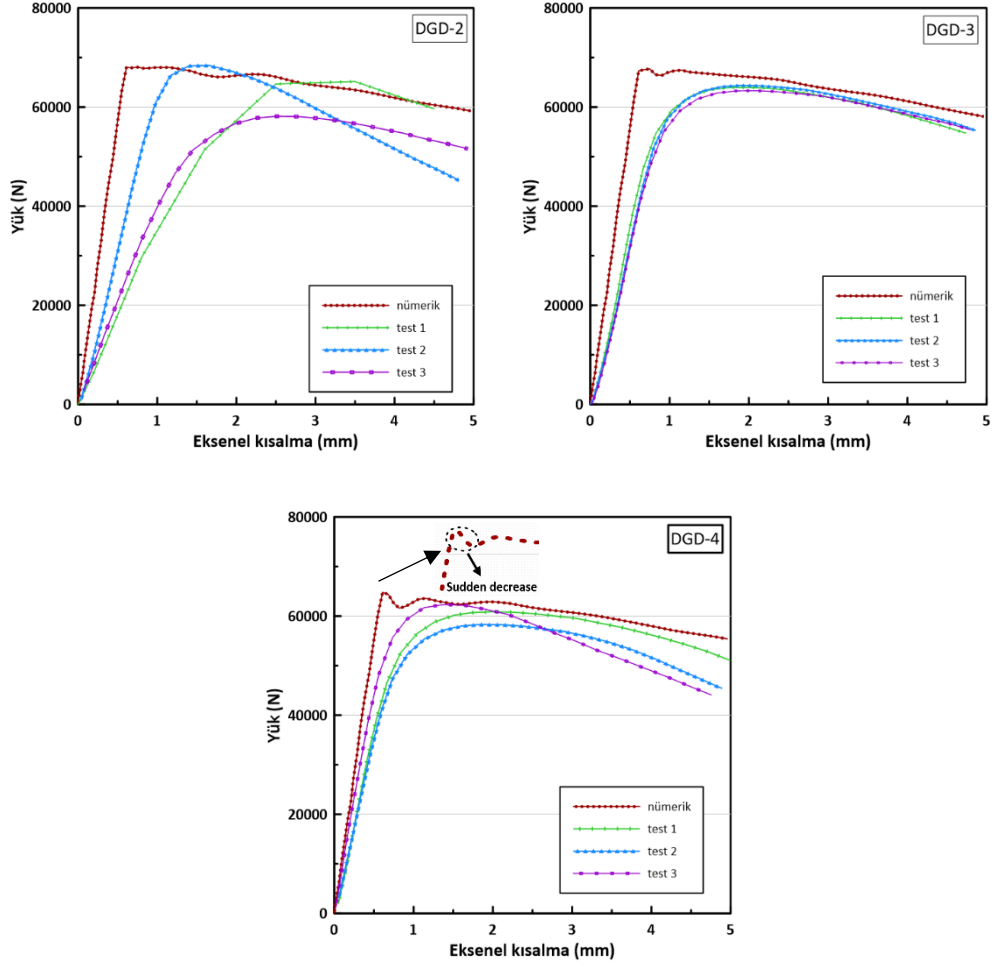 DGD-2
80000
60000
40000
20000
0
Yük (N)
nümerik
test 1
test 2
test 3
0 1 2 3 4 5
Eksenel kısalma (mm)
DGD-3
80000
60000
40000
20000
0
Yük (N)
nümerik
test 1
test 2
test 3
0 1 2 3 4 5
Eksenel kısalma (mm)
DGD-4
Sudden decrease
80000
60000
40000
20000
0
Yük (N)
nümerik
test 1
test 2
test 3
0 1 2 3 4 5
Eksenel kısalma (mm)